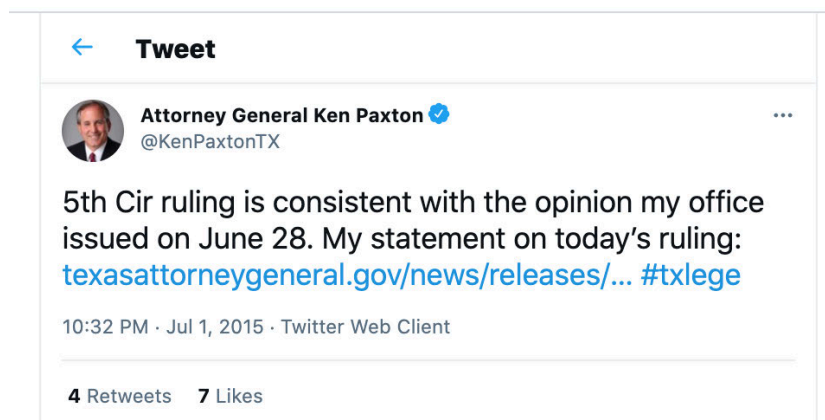 Tweet
Attorney General Ken Paxton
@KenPaxtonTX
5th Cir ruling is consistent with the opinion my office
issued on June 28. My statement on today's ruling:
texasattorneygeneral.gov/news/releases/... #txlege
10:32 PM · Jul 1, 2015 · Twitter Web Client
4 Retweets 7 Likes